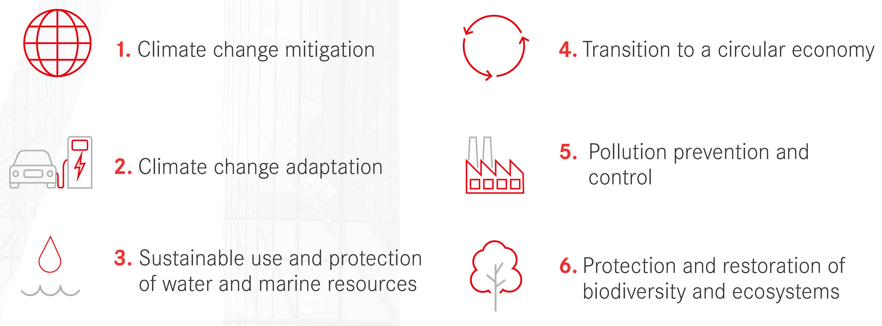 1. Climate change mitigation
2. Climate change adaptation
3. Sustainable use and protection
of water and marine resources
4. Transition to a circular economy
5. Pollution prevention and
control
6. Protection and restoration of
biodiversity and ecosystems